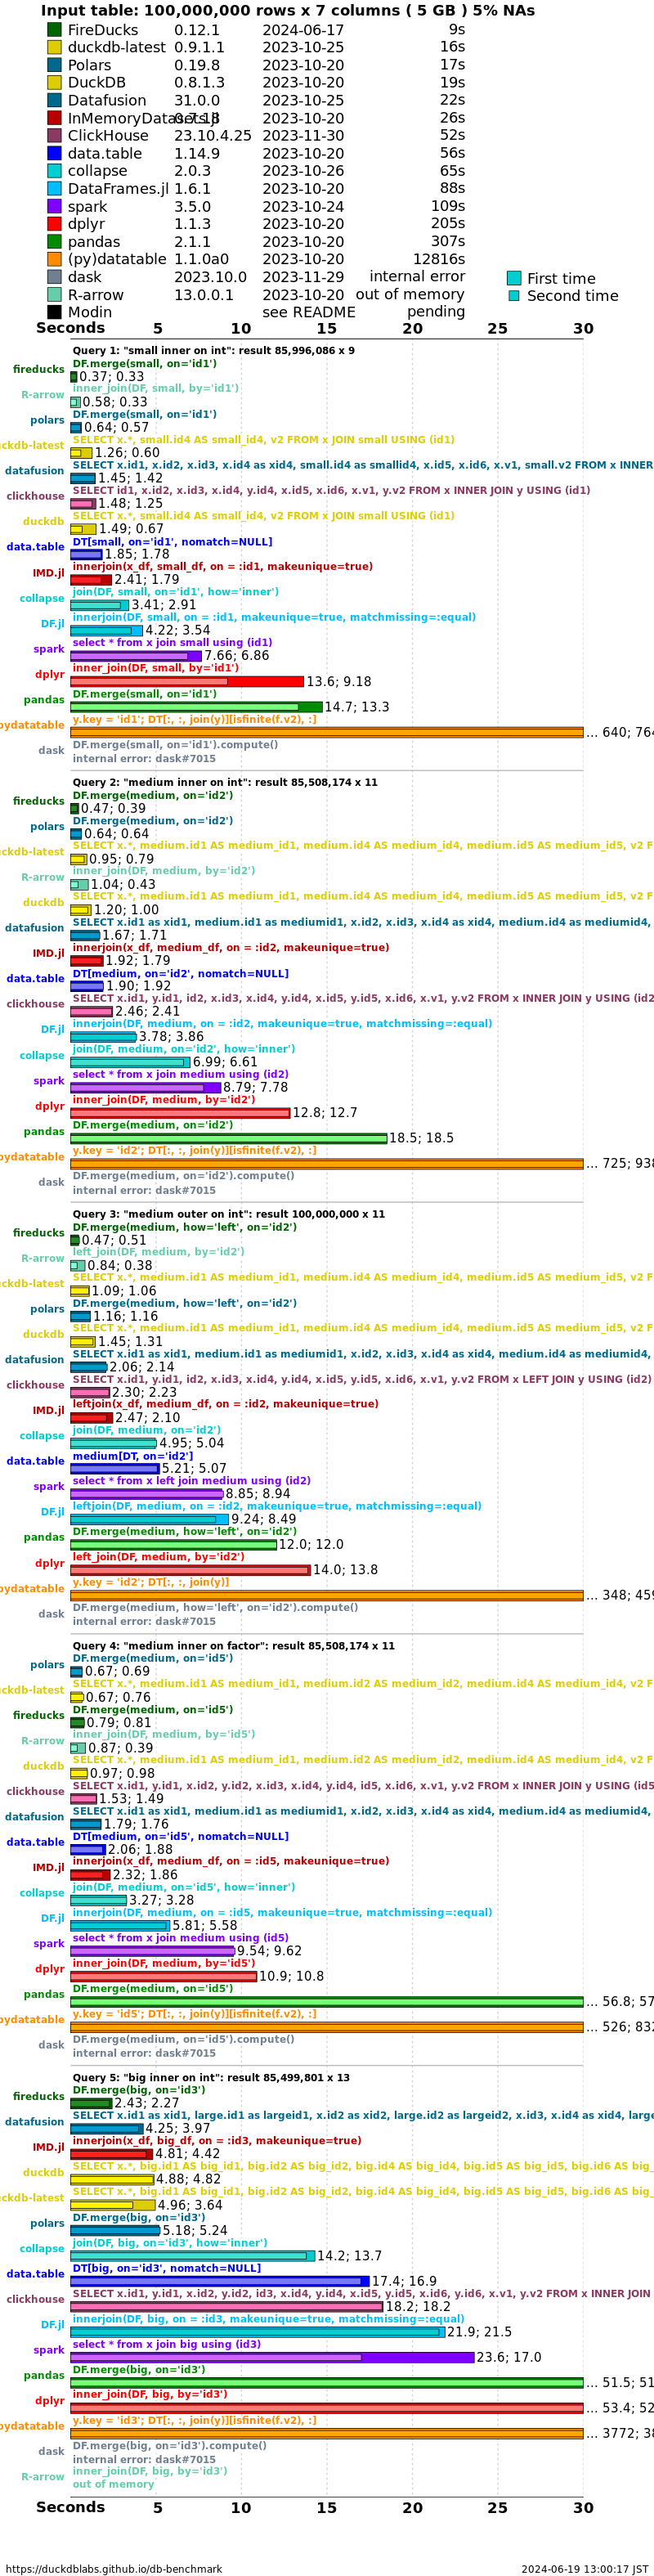 Input table: 100,000,000 rows x 7 columns ( 5 GB ) 5% NAs
FireDucks 0.12.1 2024-06-17 9s
duckdb-latest 0.9.1.1 2023-10-25 16s
Polars 0.19.8 2023-10-20 17s
DuckDB 0.8.1.3 2023-10-20 19s
Datafusion 31.0.0 2023-10-25 22s
InMemoryDatasets.jl 0.7.18 2023-10-20 26s
ClickHouse 23.10.4.25 2023-11-30 52s
data.table 1.14.9 2023-10-20 56s
collapse 2.0.3 2023-10-26 65s
DataFrames.jl 1.6.1 2023-10-20 88s
spark 3.5.0 2023-10-24 109s
dplyr 1.1.3 2023-10-20 205s
pandas 2.1.1 2023-10-20 307s
(py)datatable 1.1.0a0 2023-10-20 12816s
dask 2023.10.0 2023-11-29 internal error
R-arrow 13.0.0.1 2023-10-20 out of memory
Modin see README pending
First time
Second time
Seconds 5 10 15 20 25 30
Query 1: "small inner on int": result 85,996,086 x 9
DF.merge(small, on='id1')
fireducks 0.37; 0.33
inner_join(DF, small, by='id1')
R-arrow 0.58; 0.33
DF.merge(small, on='id1')
polars 0.64; 0.57
SELECT x.*, small.id4 AS small_id4, v2 FROM x JOIN small USING (id1)
uckdb-latest 1.26; 0.60
SELECT x.id1, x.id2, x.id3, x.id4 as xid4, small.id4 as smallid4, x.id5, x.id6, x.v1, small.v2 FROM x INNER
datafusion 1.45; 1.42
SELECT id1, x.id2, x.id3, x.id4, y.id4, x.id5, x.id6, x.v1, y.v2 FROM x INNER JOIN y USING (id1)
clickhouse 1.48; 1.25
SELECT x.*, small.id4 AS small_id4, v2 FROM x JOIN small USING (id1)
duckdb 1.49; 0.67
DT[small, on='id1', nomatch=NULL]
data.table 1.85; 1.78
innerjoin(x_df, small_df, on = :id1, makeunique=true)
IMD.jl 2.41; 1.79
join(DF, small, on='id1', how='inner')
collapse 3.41; 2.91
innerjoin(DF, small, on = :id1, makeunique=true, matchmissing=:equal)
DF.jl 4.22; 3.54
select * from x join small using (id1)
spark 7.66; 6.86
inner_join(DF, small, by='id1')
dplyr 13.6; 9.18
DF.merge(small, on='id1')
pandas 14.7; 13.3
y.key = 'id1'; DT[:, :, join(y)][isfinite(f.v2), :]
pydatatable ... 640; 764
DF.merge(small, on='id1').compute()
dask
internal error: dask#7015
Query 2: "medium inner on int": result 85,508,174 x 11
DF.merge(medium, on='id2')
fireducks 0.47; 0.39
DF.merge(medium, on='id2')
polars 0.64; 0.64
SELECT x.*, medium.id1 AS medium_id1, medium.id4 AS medium_id4, medium.id5 AS medium_id5, v2 F
uckdb-latest 0.95; 0.79
inner_join(DF, medium, by='id2')
R-arrow 1.04; 0.43
SELECT x.*, medium.id1 AS medium_id1, medium.id4 AS medium_id4, medium.id5 AS medium_id5, v2 F
duckdb 1.20; 1.00
SELECT x.id1 as xid1, medium.id1 as mediumid1, x.id2, x.id3, x.id4 as xid4, medium.id4 as mediumid4,
datafusion 1.67; 1.71
innerjoin(x_df, medium_df, on = :id2, makeunique=true)
IMD.jl 1.92; 1.79
DT[medium, on='id2', nomatch=NULL]
data.table 1.90; 1.92
SELECT x.id1, y.id1, id2, x.id3, x.id4, y.id4, x.id5, y.id5, x.id6, x.v1, y.v2 FROM x INNER JOIN y USING (id2
clickhouse 2.46; 2.41
innerjoin(DF, medium, on = :id2, makeunique=true, matchmissing=:equal)
DF.jl 3.78; 3.86
join(DF, medium, on='id2', how='inner')
collapse 6.99; 6.61
select * from x join medium using (id2)
spark 8.79; 7.78
inner_join(DF, medium, by='id2')
dplyr 12.8; 12.7
DF.merge(medium, on='id2')
pandas 18.5; 18.5
y.key = 'id2'; DT[:, :, join(y)][isfinite(f.v2), :]
pydatatable ... 725; 938
DF.merge(medium, on='id2').compute()
dask
internal error: dask#7015
Query 3: "medium outer on int": result 100,000,000 x 11
DF.merge(medium, how='left', on='id2')
fireducks 0.47; 0.51
left_join(DF, medium, by='id2')
R-arrow 0.84; 0.38
SELECT x.*, medium.id1 AS medium_id1, medium.id4 AS medium_id4, medium.id5 AS medium_id5, v2 F
uckdb-latest 1.09; 1.06
DF.merge(medium, how='left', on='id2')
polars 1.16; 1.16
SELECT x.*, medium.id1 AS medium_id1, medium.id4 AS medium_id4, medium.id5 AS medium_id5, v2 F
duckdb 1.45; 1.31
SELECT x.id1 as xid1, medium.id1 as mediumid1, x.id2, x.id3, x.id4 as xid4, medium.id4 as mediumid4,
datafusion 2.06; 2.14
SELECT x.id1, y.id1, id2, x.id3, x.id4, y.id4, x.id5, y.id5, x.id6, x.v1, y.v2 FROM x LEFT JOIN y USING (id2)
clickhouse 2.30; 2.23
leftjoin(x_df, medium_df, on = :id2, makeunique=true)
IMD.jl 2.47; 2.10
join(DF, medium, on='id2')
collapse 4.95; 5.04
medium[DT, on='id2']
data.table 5.21; 5.07
select * from x left join medium using (id2)
spark 8.85; 8.94
leftjoin(DF, medium, on = :id2, makeunique=true, matchmissing=:equal)
DF.jl 9.24; 8.49
DF.merge(medium, how='left', on='id2')
pandas 12.0; 12.0
left_join(DF, medium, by='id2')
dplyr 14.0; 13.8
y.key = 'id2'; DT[:, :, join(y)]
pydatatable ... 348; 459
DF.merge(medium, how='left', on='id2').compute()
dask
internal error: dask#7015
Query 4: "medium inner on factor": result 85,508,174 x 11
DF.merge(medium, on='id5')
polars 0.67; 0.69
SELECT x.*, medium.id1 AS medium_id1, medium.id2 AS medium_id2, medium.id4 AS medium_id4, v2 F
uckdb-latest 0.67; 0.76
DF.merge(medium, on='id5')
fireducks 0.79; 0.81
inner_join(DF, medium, by='id5')
R-arrow 0.87; 0.39
SELECT x.*, medium.id1 AS medium_id1, medium.id2 AS medium_id2, medium.id4 AS medium_id4, v2 F
duckdb 0.97; 0.98
SELECT x.id1, y.id1, x.id2, y.id2, x.id3, x.id4, y.id4, id5, x.id6, x.v1, y.v2 FROM x INNER JOIN y USING (id5
clickhouse 1.53; 1.49
SELECT x.id1 as xid1, medium.id1 as mediumid1, x.id2, x.id3, x.id4 as xid4, medium.id4 as mediumid4,
datafusion 1.79; 1.76
DT[medium, on='id5', nomatch=NULL]
data.table 2.06; 1.88
innerjoin(x_df, medium_df, on = :id5, makeunique=true)
IMD.jl 2.32; 1.86
join(DF, medium, on='id5', how='inner')
collapse 3.27; 3.28
innerjoin(DF, medium, on = :id5, makeunique=true, matchmissing=:equal)
DF.jl 5.81; 5.58
select * from x join medium using (id5)
spark 9.54; 9.62
inner_join(DF, medium, by='id5')
dplyr 10.9; 10.8
DF.merge(medium, on='id5')
pandas ... 56.8; 57
y.key = 'id5'; DT[:, :, join(y)][isfinite(f.v2), :]
pydatatable ... 526; 832
DF.merge(medium, on='id5').compute()
dask
internal error: dask#7015
Query 5: "big inner on int": result 85,499,801 x 13
DF.merge(big, on='id3')
fireducks 2.43; 2.27
SELECT x.id1 as xid1, large.id1 as largeid1, x.id2 as xid2, large.id2 as largeid2, x.id3, x.id4 as xid4, large
datafusion 4.25; 3.97
innerjoin(x_df, big_df, on = :id3, makeunique=true)
IMD.jl 4.81; 4.42
SELECT x.*, big.id1 AS big_id1, big.id2 AS big_id2, big.id4 AS big_id4, big.id5 AS big_id5, big.id6 AS big_
duckdb 4.88; 4.82
SELECT x.*, big.id1 AS big_id1, big.id2 AS big_id2, big.id4 AS big_id4, big.id5 AS big_id5, big.id6 AS big_
uckdb-latest 4.96; 3.64
DF.merge(big, on='id3')
polars 5.18; 5.24
join(DF, big, on='id3', how='inner')
collapse 14.2; 13.7
DT[big, on='id3', nomatch=NULL]
data.table 17.4; 16.9
SELECT x.id1, y.id1, x.id2, y.id2, id3, x.id4, y.id4, x.id5, y.id5, x.id6, y.id6, x.v1, y.v2 FROM x INNER JOIN
clickhouse 18.2; 18.2
innerjoin(DF, big, on = :id3, makeunique=true, matchmissing=:equal)
DF.jl 21.9; 21.5
select * from x join big using (id3)
spark 23.6; 17.0
DF.merge(big, on='id3')
pandas ... 51.5; 51
inner_join(DF, big, by='id3')
dplyr ... 53.4; 52
y.key = 'id3'; DT[:, :, join(y)][isfinite(f.v2), :]
pydatatable ... 3772; 38
DF.merge(big, on='id3').compute()
dask
internal error: dask#7015
inner_join(DF, big, by='id3')
R-arrow
out of memory
Seconds 5 10 15 20 25 30
https://duckdblabs.github.io/db-benchmark 2024-06-19 13:00:17 JST